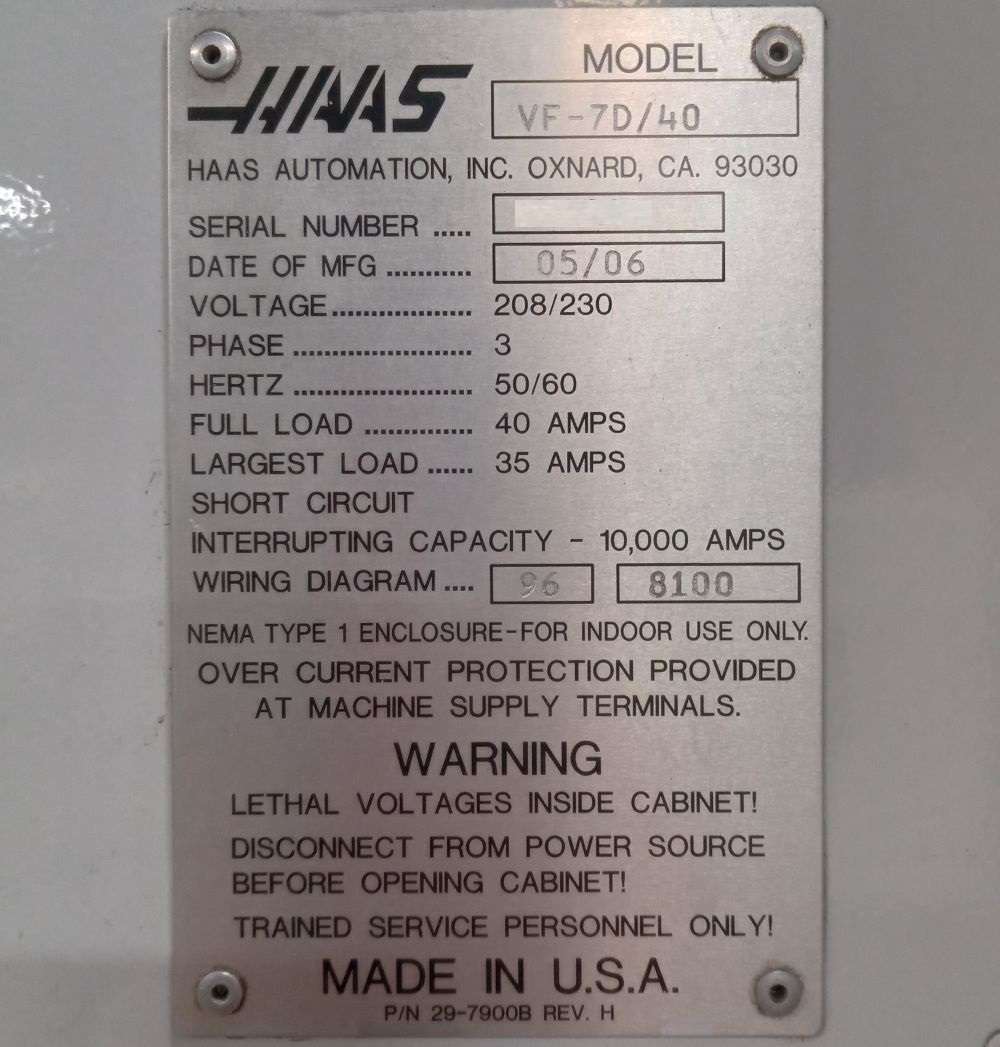 MODEL
HAAS VF-7D/40
HAAS AUTOMATION, INC. OXNARD, CA. 93030
SERIAL NUMBER .....
DATE OF MFG ........... 05/06
VOLTAGE.................. 208/230
PHASE ....................... 3
HERTZ ....................... 50/60
FULL LOAD .............. 40 AMPS
LARGEST LOAD ...... 35 AMPS
SHORT CIRCUIT
INTERRUPTING CAPACITY - 10,000 AMPS
WIRING DIAGRAM .... 96 8100
NEMA TYPE 1 ENCLOSURE-FOR INDOOR USE ONLY.
OVER CURRENT PROTECTION PROVIDED
AT MACHINE SUPPLY TERMINALS.
WARNING
LETHAL VOLTAGES INSIDE CABINET!
DISCONNECT FROM POWER SOURCE
BEFORE OPENING CABINET!
TRAINED SERVICE PERSONNEL ONLY!
MADE IN U.S.A.
P/N 29-7900B REV. H